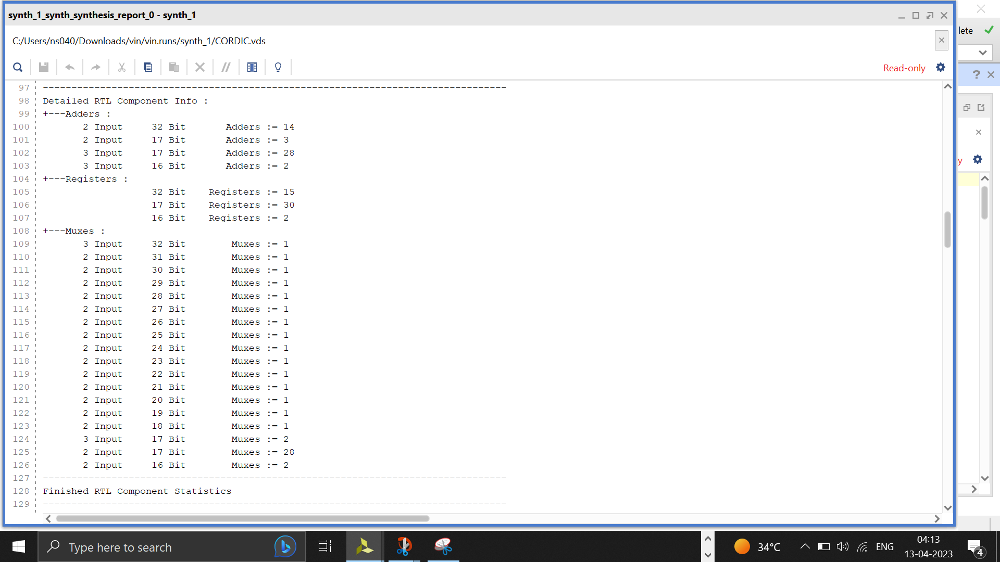 synth_1_synth_synthesis_report_0 - synth_1
lete
C:/Users/ns040/Downloads/vin/vin.runs/synth_1/CORDIC.vds
Read-only
y
97 ---------------------------------------------------------------------------------
98 Detailed RTL Component Info :
99 +---Adders :
100 2 Input 32 Bit Adders := 14
101 2 Input 17 Bit Adders := 3
102 3 Input 17 Bit Adders := 28
103 3 Input 16 Bit Adders := 2
104 +---Registers :
105 32 Bit Registers := 15
106 17 Bit Registers := 30
107 16 Bit Registers := 2
108 +---Muxes :
109 3 Input 32 Bit Muxes := 1
110 2 Input 31 Bit Muxes := 1
111 2 Input 30 Bit Muxes := 1
112 2 Input 29 Bit Muxes := 1
113 2 Input 28 Bit Muxes := 1
114 2 Input 27 Bit Muxes := 1
115 2 Input 26 Bit Muxes := 1
116 2 Input 25 Bit Muxes := 1
117 2 Input 24 Bit Muxes := 1
118 2 Input 23 Bit Muxes := 1
119 2 Input 22 Bit Muxes := 1
120 2 Input 21 Bit Muxes := 1
121 2 Input 20 Bit Muxes := 1
122 2 Input 19 Bit Muxes := 1
123 2 Input 18 Bit Muxes := 1
124 3 Input 17 Bit Muxes := 2
125 2 Input 17 Bit Muxes := 28
126 2 Input 16 Bit Muxes := 2
127 ---------------------------------------------------------------------------------
128 Finished RTL Component Statistics
129 ---------------------------------------------------------------------------------
Type here to search
34°C
ENG
04:13
13-04-2023
4